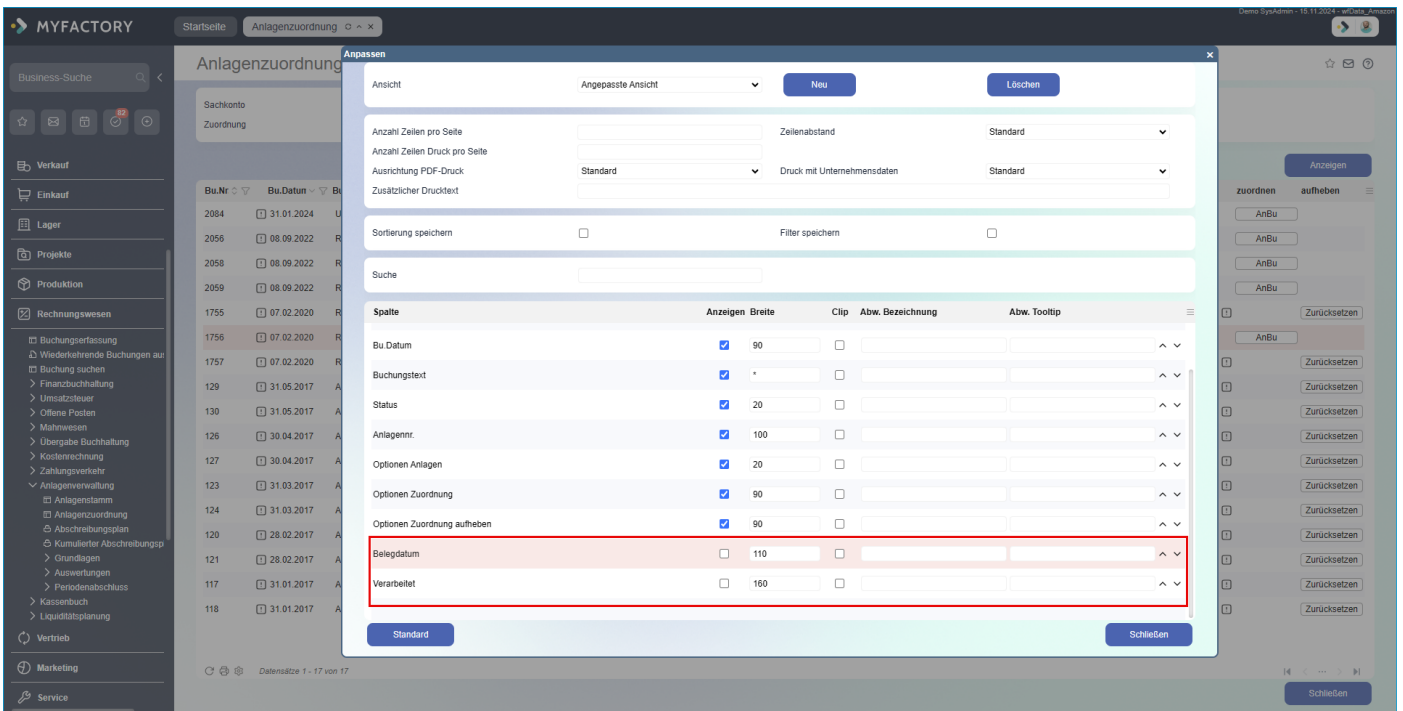 Demo SysAdmin - 15.11.2024 - wfData_Amazon
MYFACTORY
Startseite
Anlagenzuordnung
Business-Suche
82
Verkauf
Einkauf
Lager
Projekte
Produktion
Rechnungswesen
Buchungserfassung
Wiederkehrende Buchungen aus
Buchung suchen
Finanzbuchhaltung
Umsatzsteuer
Offene Posten
Mahnwesen
Übergabe Buchhaltung
Kostenrechnung
Zahlungsverkehr
Anlagenverwaltung
Anlagenstamm
Anlagenzuordnung
Abschreibungsplan
Kumulierter Abschreibungsp
Grundlagen
Auswertungen
Periodenabschluss
Kassenbuch
Liquiditätsplanung
Vertrieb
Marketing
Service
Anlagenzuordnung
Sachkonto
Zuordnung
Anzeigen
Bu.Nr Bu.Datum Bu zuordnen aufheben
2084 31.01.2024 U AnBu
2056 08.09.2022 R AnBu
2058 08.09.2022 R AnBu
2059 08.09.2022 R AnBu
1755 07.02.2020 R Zurücksetzen
1756 07.02.2020 R AnBu
1757 07.02.2020 R Zurücksetzen
129 31.05.2017 A Zurücksetzen
130 31.05.2017 A Zurücksetzen
126 30.04.2017 A Zurücksetzen
127 30.04.2017 A Zurücksetzen
123 31.03.2017 A Zurücksetzen
124 31.03.2017 A Zurücksetzen
120 28.02.2017 A Zurücksetzen
121 28.02.2017 A Zurücksetzen
117 31.01.2017 A Zurücksetzen
118 31.01.2017 A Zurücksetzen
Datensätze 1 - 17 von 17
Schließen
Anpassen
Ansicht Angepasste Ansicht Neu Löschen
Anzahl Zeilen pro Seite Zeilenabstand Standard
Anzahl Zeilen Druck pro Seite
Ausrichtung PDF-Druck Standard Druck mit Unternehmensdaten Standard
Zusätzlicher Drucktext
Sortierung speichern Filter speichern
Suche
Spalte Anzeigen Breite Clip Abw. Bezeichnung Abw. Tooltip
Bu.Datum 90
Buchungstext *
Status 20
Anlagennr. 100
Optionen Anlagen 20
Optionen Zuordnung 90
Optionen Zuordnung aufheben 90
Belegdatum 110
Verarbeitet 160
Standard Schließen